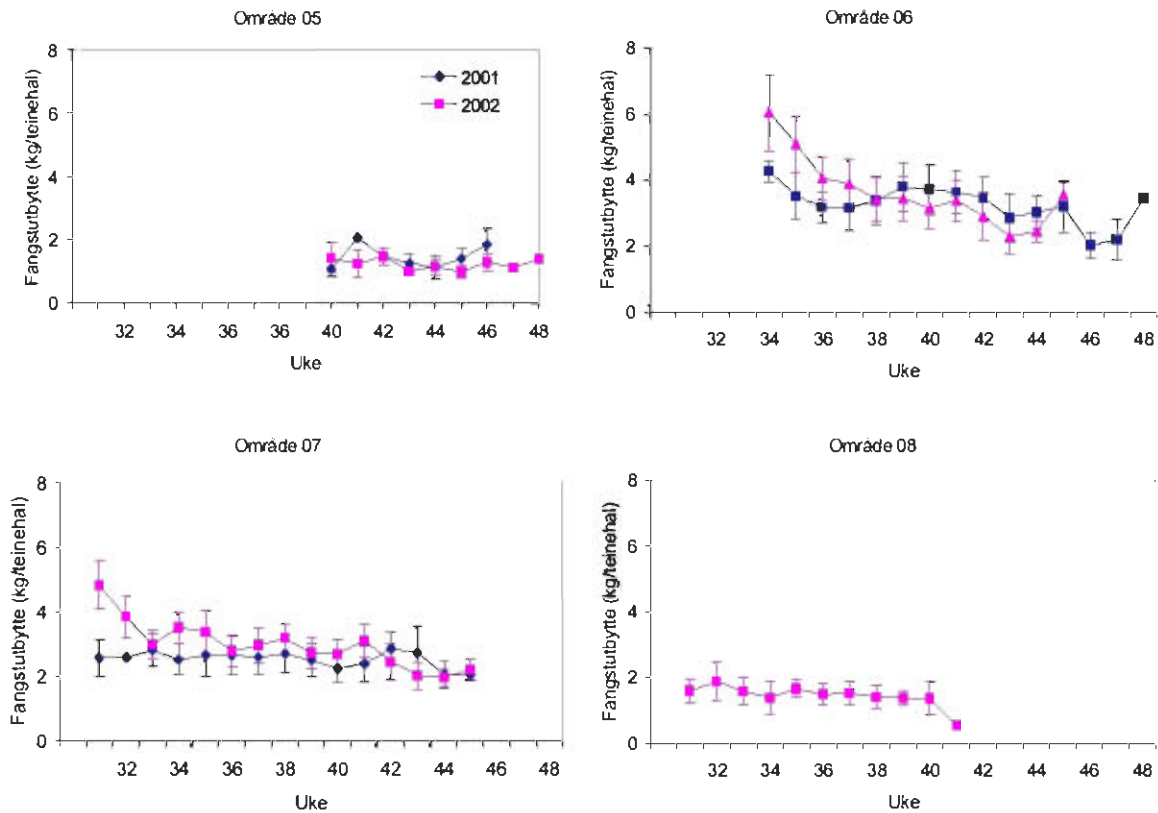 Område 05
8
6
4
2
0
Fangstutbytte (kg/teinehal)
2001
2002
32 34 36 36 38 40 42 44 46 48
Uke
Område 06
8
6
4
2
0
Fangstutbytte (kg/teinehal)
32 34 36 38 40 42 44 46 48
Uke
Område 07
8
6
4
2
0
Fangstutbytte (kg/teinehal)
32 34 36 38 40 42 44 46 48
Uke
Område 08
8
6
4
2
0
Fangstutbytte (kg/teinehal)
32 34 36 38 40 42 44 46 48
Uke